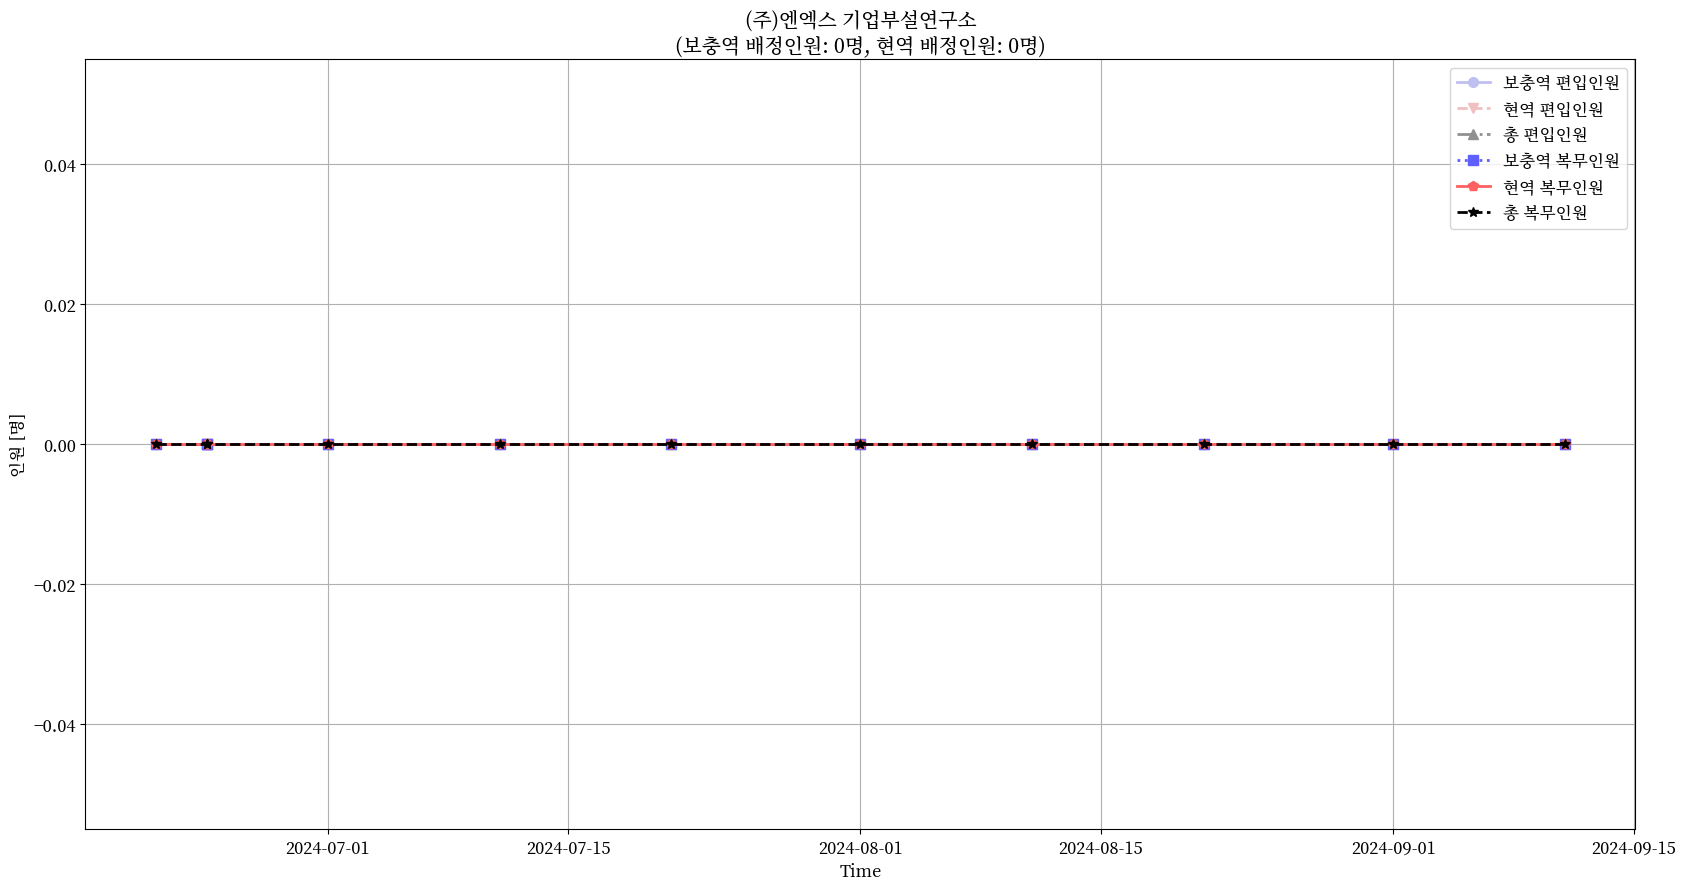 (주)엔엑스 기업부설연구소
(보충역 배정인원: 0명, 현역 배정인원: 0명)
보충역 편입인원
현역 편입인원
총 편입인원
보충역 복무인원
현역 복무인원
총 복무인원
인원 [명]
0.04
0.02
0.00
−0.02
−0.04
2024-07-01
2024-07-15
2024-08-01
2024-08-15
2024-09-01
2024-09-15
Time